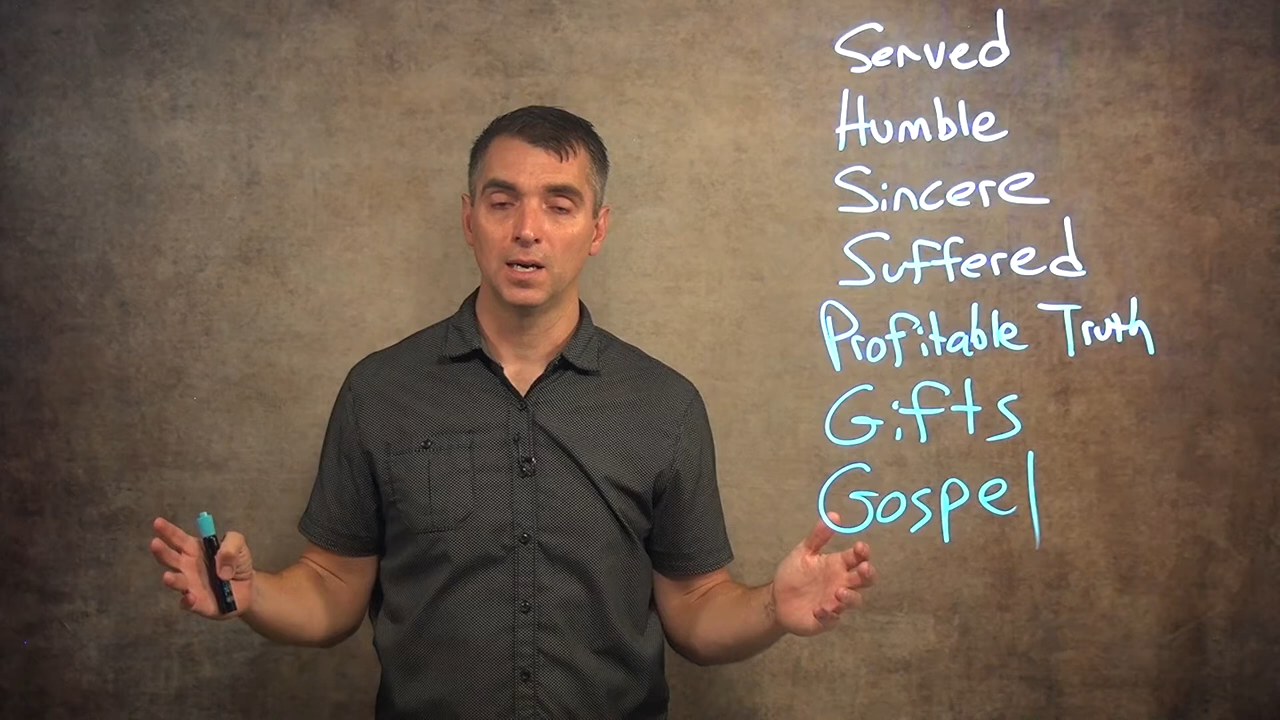 Served
Humble
Sincere
Suffered
Profitable Truth
Gifts
Gospel